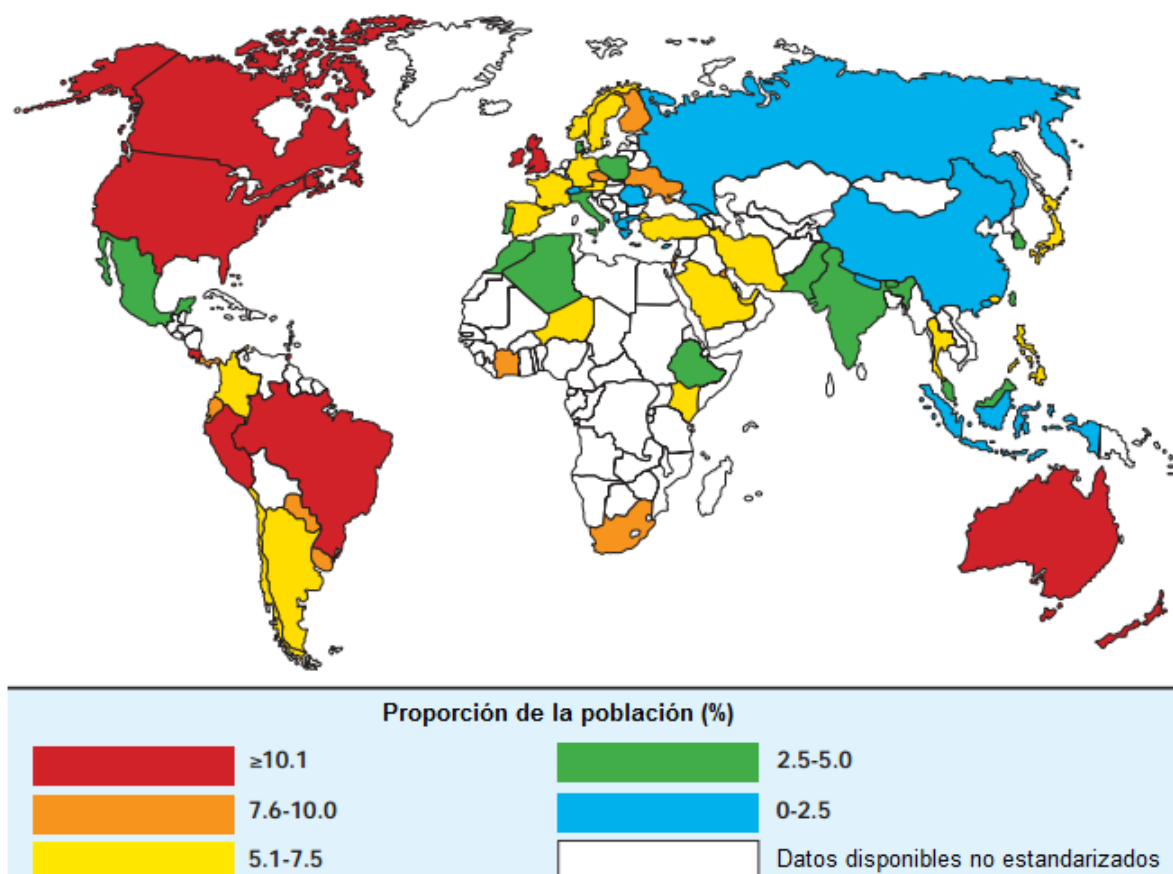 Proporción de la población (%)
≥10.1
2.5-5.0
7.6-10.0
0-2.5
5.1-7.5
Datos disponibles no estandarizados